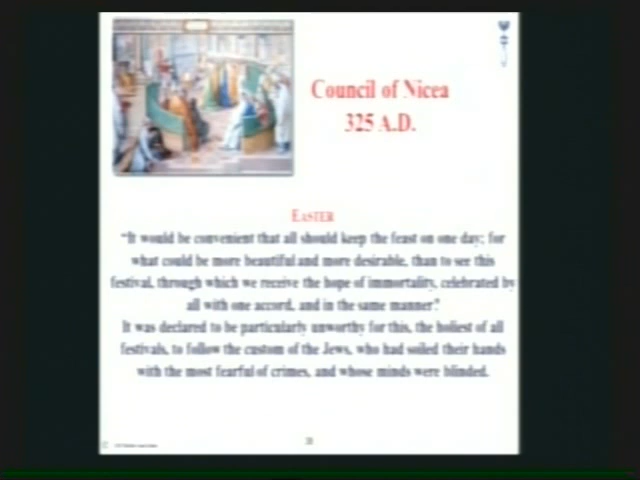 Council of Nicea
325 A.D.
EASTER
"It would be convenient that all should keep the feast on one day; for
what could be more beautiful and more desirable, than to see this
festival, through which we receive the hope of immortality, celebrated by
all with one accord, and in the same manner?
It was declared to be particularly unworthy for this, the holiest of all
festivals, to follow the custom of the Jews, who had soiled their hands
with the most fearful of crimes, and whose minds were blinded.